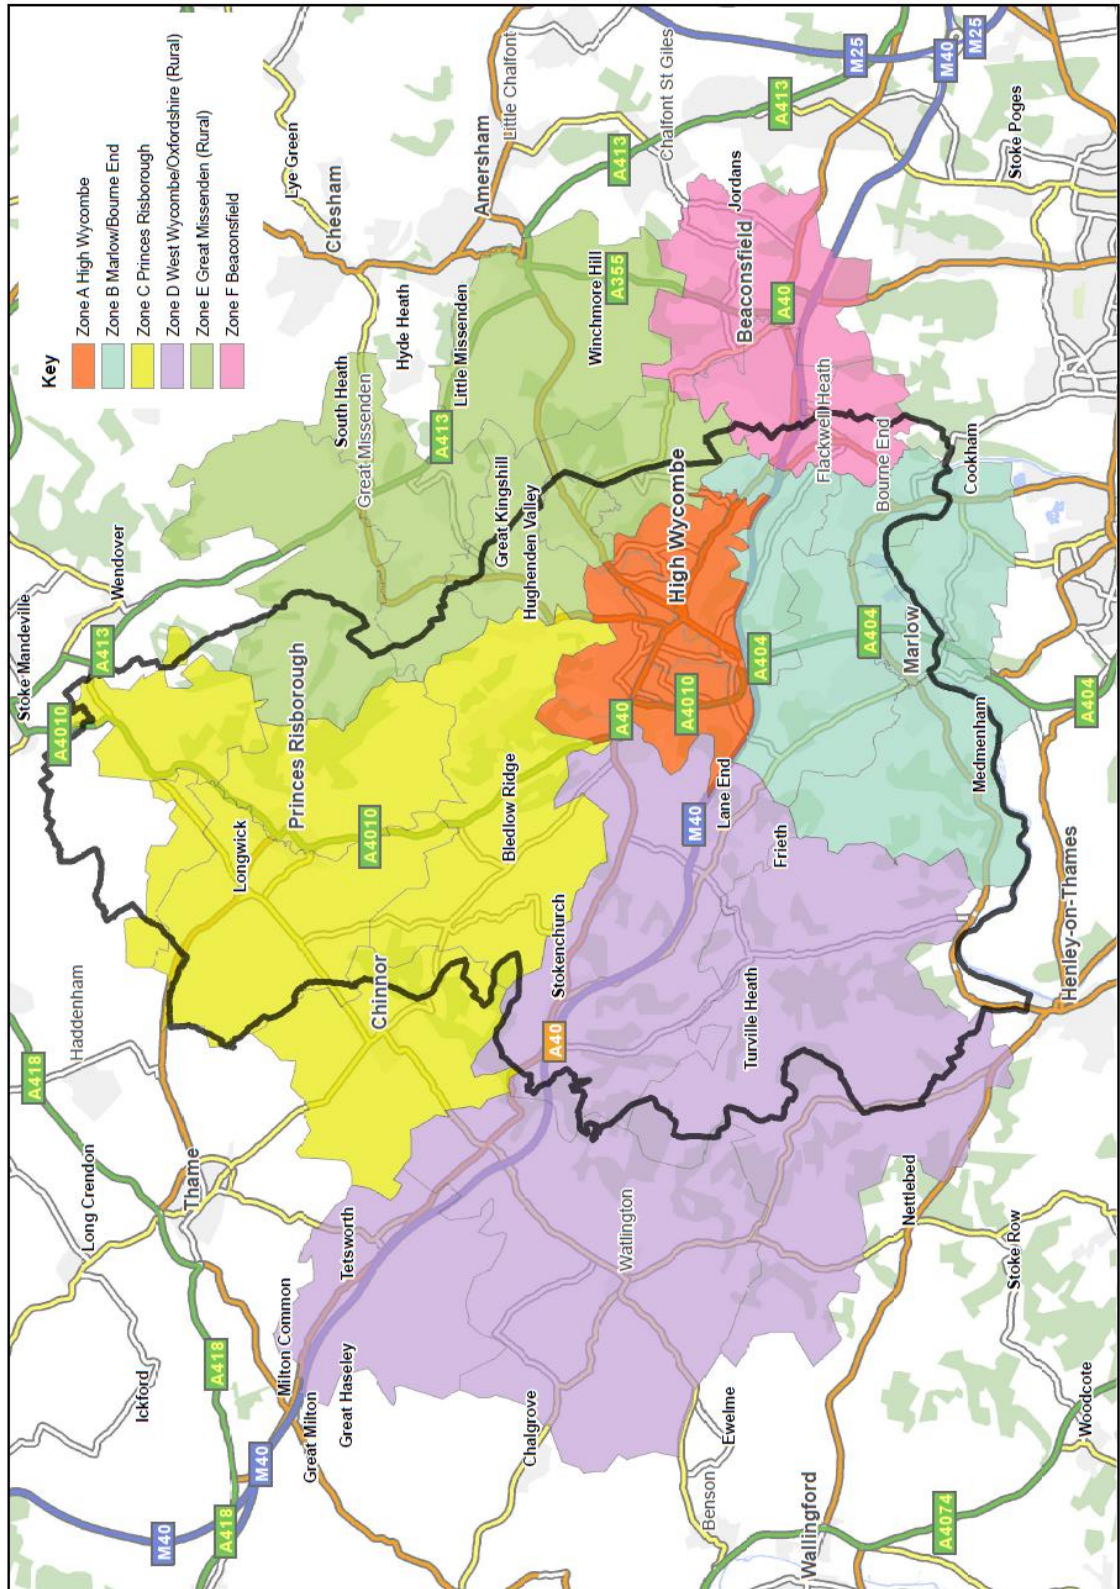 Key
Zone A High Wycombe
Zone B Marlow/Bourne End
Zone C Princes Risborough
Zone D West Wycombe/Oxfordshire (Rural)
Zone E Great Missenden (Rural)
Zone F Beaconsfield
M40
A418
M40
Ickford
A418
Long Crendon
A418
Haddenham
Thame
Stoke Mandeville
A4010
A413
Wendover
Great Milton
Milton Common
Great Haseley
Tetsworth
Longwick
Princes Risborough
Chinnor
A4010
South Heath
Great Missenden
Hyde Heath
Chesham
Lye Green
A413
Little Missenden
Amersham
Little Chalfont
Great Kingshill
Hughenden Valley
Bledlow Ridge
Chalgrove
A40
Stokenchurch
Watlington
A40
Winchmore Hill
A355
A413
Chalfont St Giles
High Wycombe
A4010
M40
Lane End
Benson
Ewelme
Turville Heath
Frieth
A404
Beaconsfield
Jordans
A40
A413
M25
Flackwell Heath
Wallingford
Nettlebed
A404
Marlow
Bourne End
M40
M25
A4074
Stoke Row
Medmenham
Cookham
Stoke Poges
Woodcote
Henley-on-Thames
A404